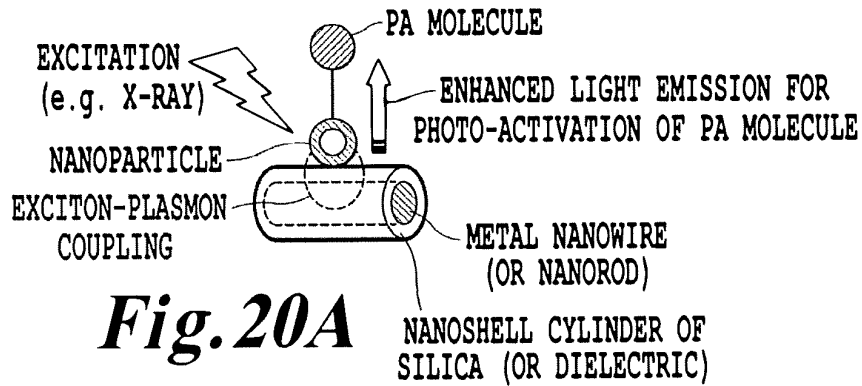 PA MOLECULE
EXCITATION
(e.g. X-RAY)
ENHANCED LIGHT EMISSION FOR
PHOTO-ACTIVATION OF PA MOLECULE
NANOPARTICLE
EXCITON-PLASMON
COUPLING
METAL NANOWIRE
(OR NANOROD)
NANOSHELL CYLINDER OF
SILICA (OR DIELECTRIC)
Fig.20A